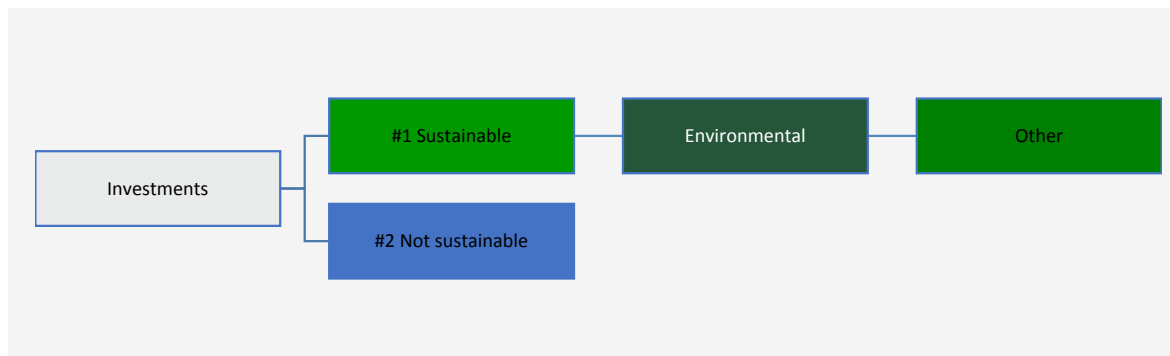 Investments
#1 Sustainable
Environmental
Other
#2 Not sustainable